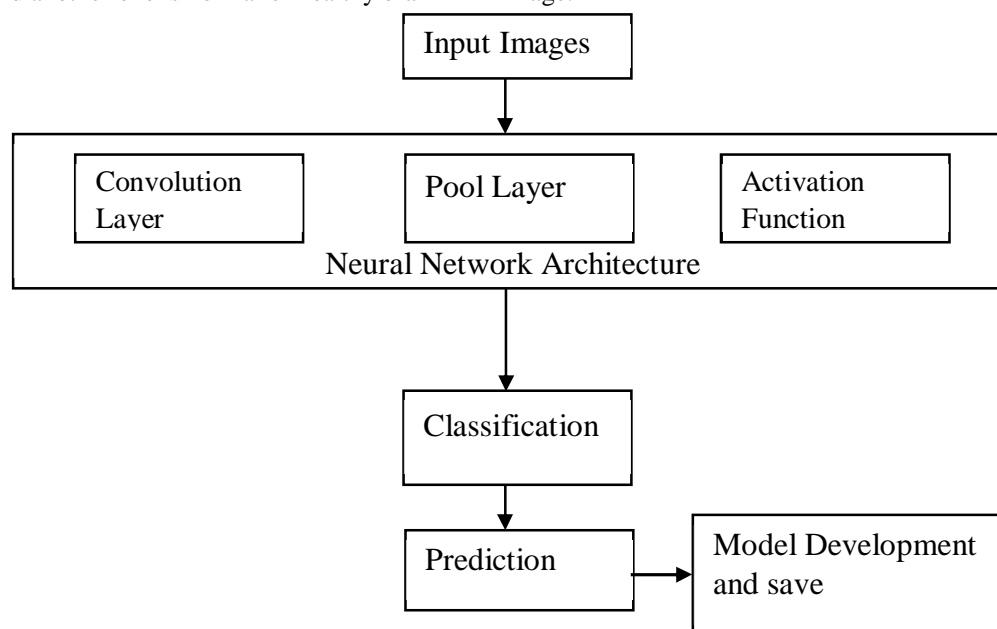 Input Images
Convolution
Layer
Pool Layer
Activation
Function
Neural Network Architecture
Classification
Prediction
Model Development
and save